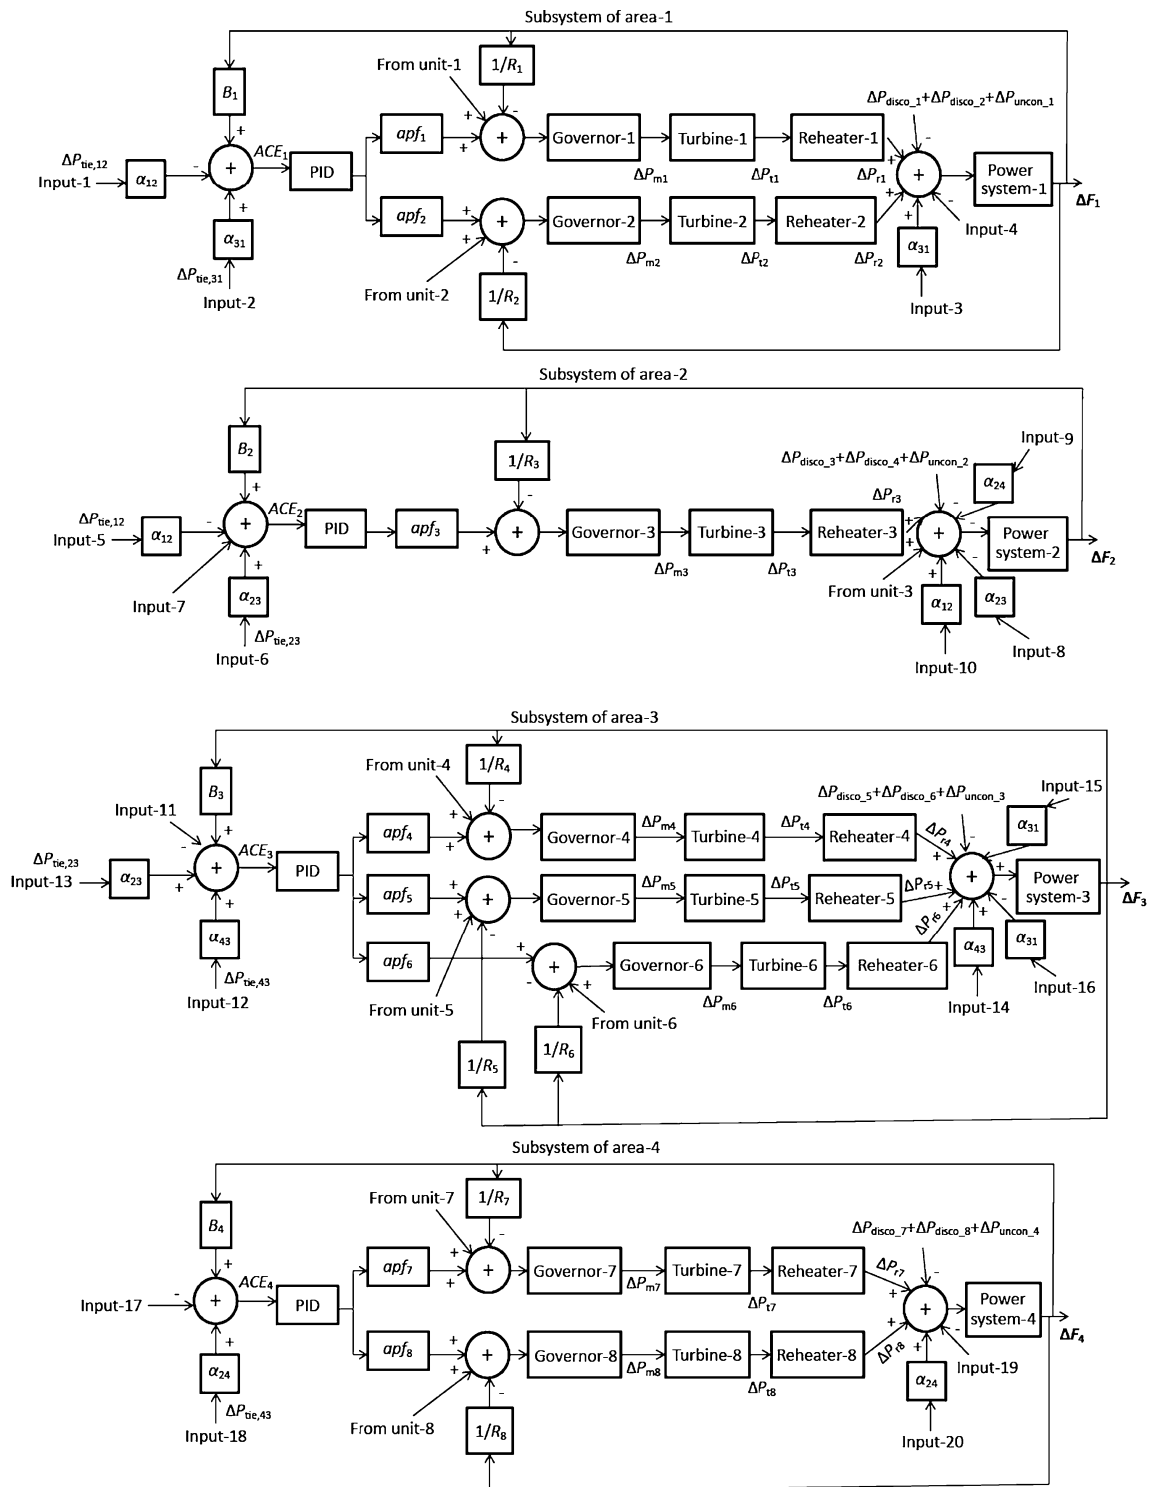 Subsystem of area-1
From unit-1
1/R1
B1
ΔPdisco_1+ΔPdisco_2+ΔPuncon_1
+
-
+
+
+
apf1
+
Governor-1
Turbine-1
Reheater-1
-
ΔPtie,12
ACE1
ΔPm1
ΔPt1
ΔPr1
+
Input-1
α12
-
+
PID
+
Power
system-1
ΔF1
+
+
-
apf2
+
+
+
Governor-2
Turbine-2
Reheater-2
+
Input-4
α31
-
ΔPm2
ΔPt2
ΔPr2
α31
ΔPtie,31
Input-2
From unit-2
1/R2
Input-3
Subsystem of area-2
Input-9
B2
1/R3
ΔPdisco_3+ΔPdisco_4+ΔPuncon_2
α24
+
-
ΔPr3
-
-
ΔPtie,12
ACE2
Input-5
α12
-
+
PID
apf3
+
+
Governor-3
Turbine-3
Reheater-3
+
+
+
-
Power
system-2
ΔF2
+
+
ΔPm3
ΔPt3
From unit-3
+
-
Input-7
α23
α12
α23
ΔPtie,23
Input-6
Input-8
Input-10
Subsystem of area-3
From unit-4
1/R4
B3
Input-11
ΔPdisco_5+ΔPdisco_6+ΔPuncon_3
Input-15
α31
+
-
+
-
apf4
+
+
Governor-4
ΔPm4
Turbine-4
ΔPt4
Reheater-4
ΔPr4
-
-
+
ΔPtie,23
ACE3
Input-13
α23
+
+
PID
+
+
Power
system-3
ΔF3
+
apf5
+
+
+
-
Governor-5
ΔPm5
Turbine-5
ΔPt5
Reheater-5
ΔPr5
+
+
+
-
α43
apf6
+
+
-
+
Governor-6
Turbine-6
Reheater-6
ΔPr6
α43
α31
ΔPtie,43
ΔPm6
ΔPt6
Input-12
From unit-5
From unit-6
Input-14
Input-16
1/R5
1/R6
Subsystem of area-4
From unit-7
1/R7
B4
ΔPdisco_7+ΔPdisco_8+ΔPuncon_4
+
+
-
apf7
+
+
Governor-7
ΔPm7
Turbine-7
ΔPt7
Reheater-7
ΔPr7
-
ACE4
Input-17
-
+
PID
+
+
Power
system-4
ΔF4
+
+
+
-
apf8
+
+
Governor-8
ΔPm8
Turbine-8
ΔPt8
Reheater-8
ΔPr8
+
Input-19
α24
-
α24
ΔPtie,43
Input-18
From unit-8
1/R8
Input-20